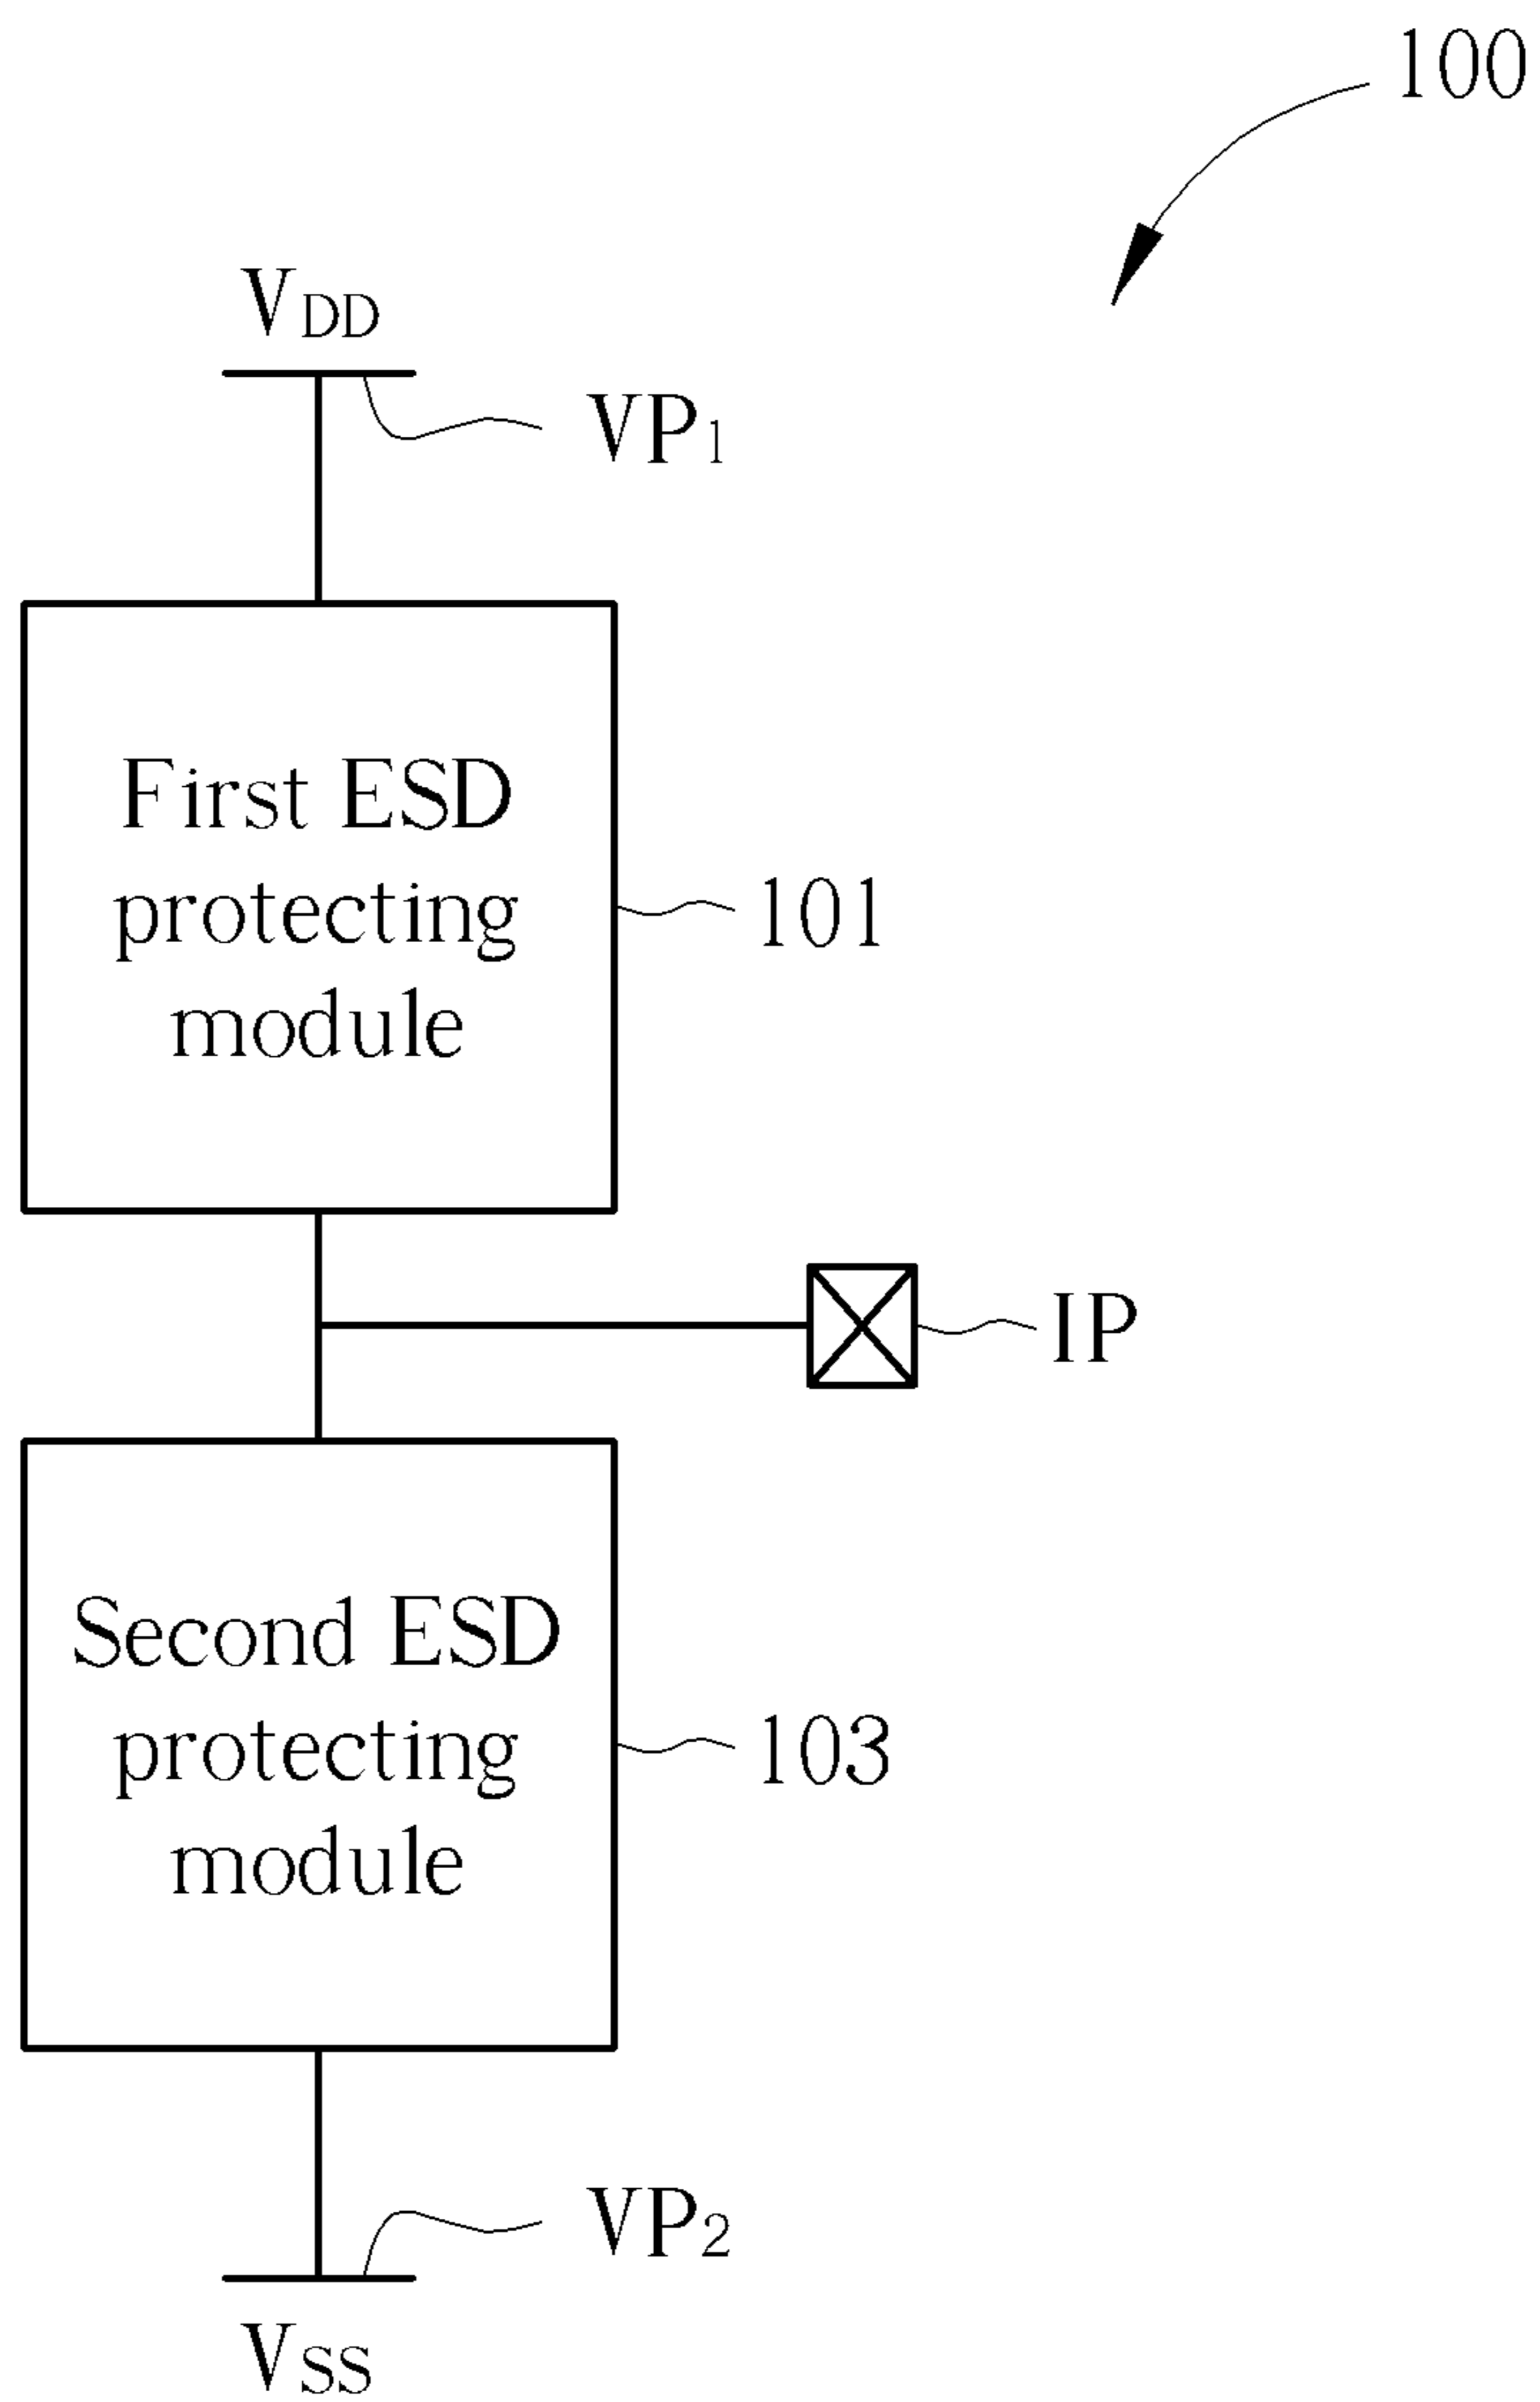 100
VDD
VP1
First ESD
protecting
module
101
IP
Second ESD
protecting
module
103
VP2
VSS